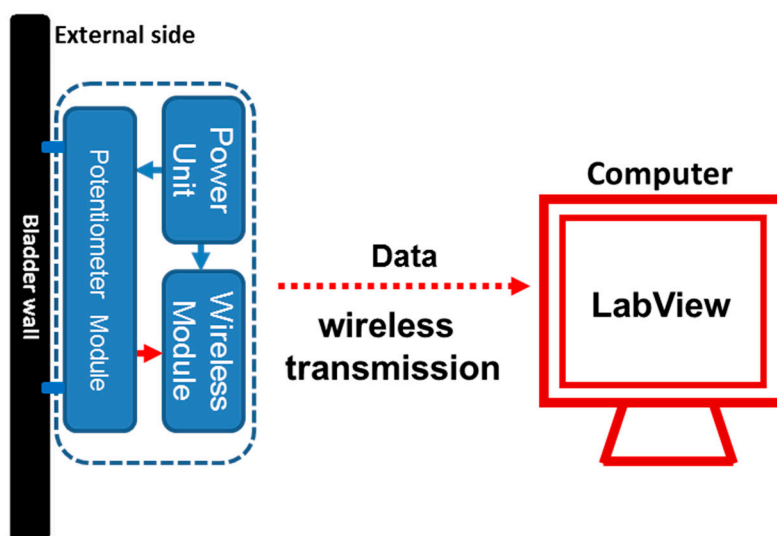 External side
Bladder wall
Potentiometer Module
Power
Unit
Wireless
Module
Data
wireless
transmission
Computer
LabView